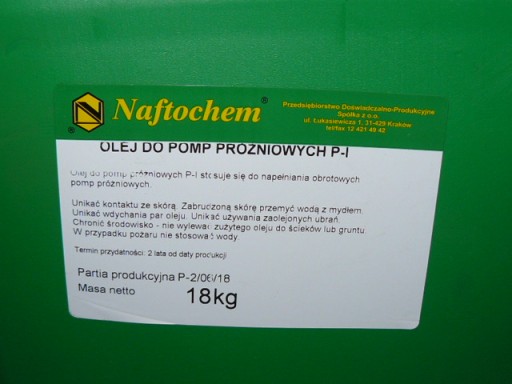 Naftochem®
Przedsiębiorstwo Doświadczalno-Produkcyjne
Spółka z o.o.
ul. Łukasiewicza 1, 31-429 Kraków
tel/fax 12 421 49 42
®
OLEJ DO POMP PRÓŻNIOWYCH P-I
Olej do pomp próżniowych P-I stosuje się do napełniania obrotowych
pomp próżniowych.
Unikać kontaktu ze skórą. Zabrudzoną skórę przemyć wodą z mydłem.
Unikać wdychania par oleju. Unikać używania zaolejonych ubrań.
Chronić środowisko - nie wylewać zużytego oleju do ścieków lub gruntu.
W przypadku pożaru nie stosować wody.
Termin przydatności: 2 lata od daty produkcji
Partia produkcyjna P-2/06/18
Masa netto 18kg